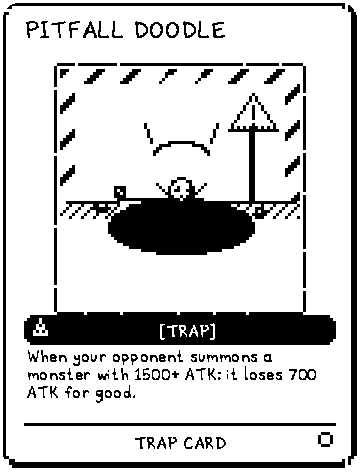 PITFALL DOODLE
[TRAP]
When your opponent summons a
monster with 1500+ ATK: it loses 700
ATK for good.
TRAP CARD